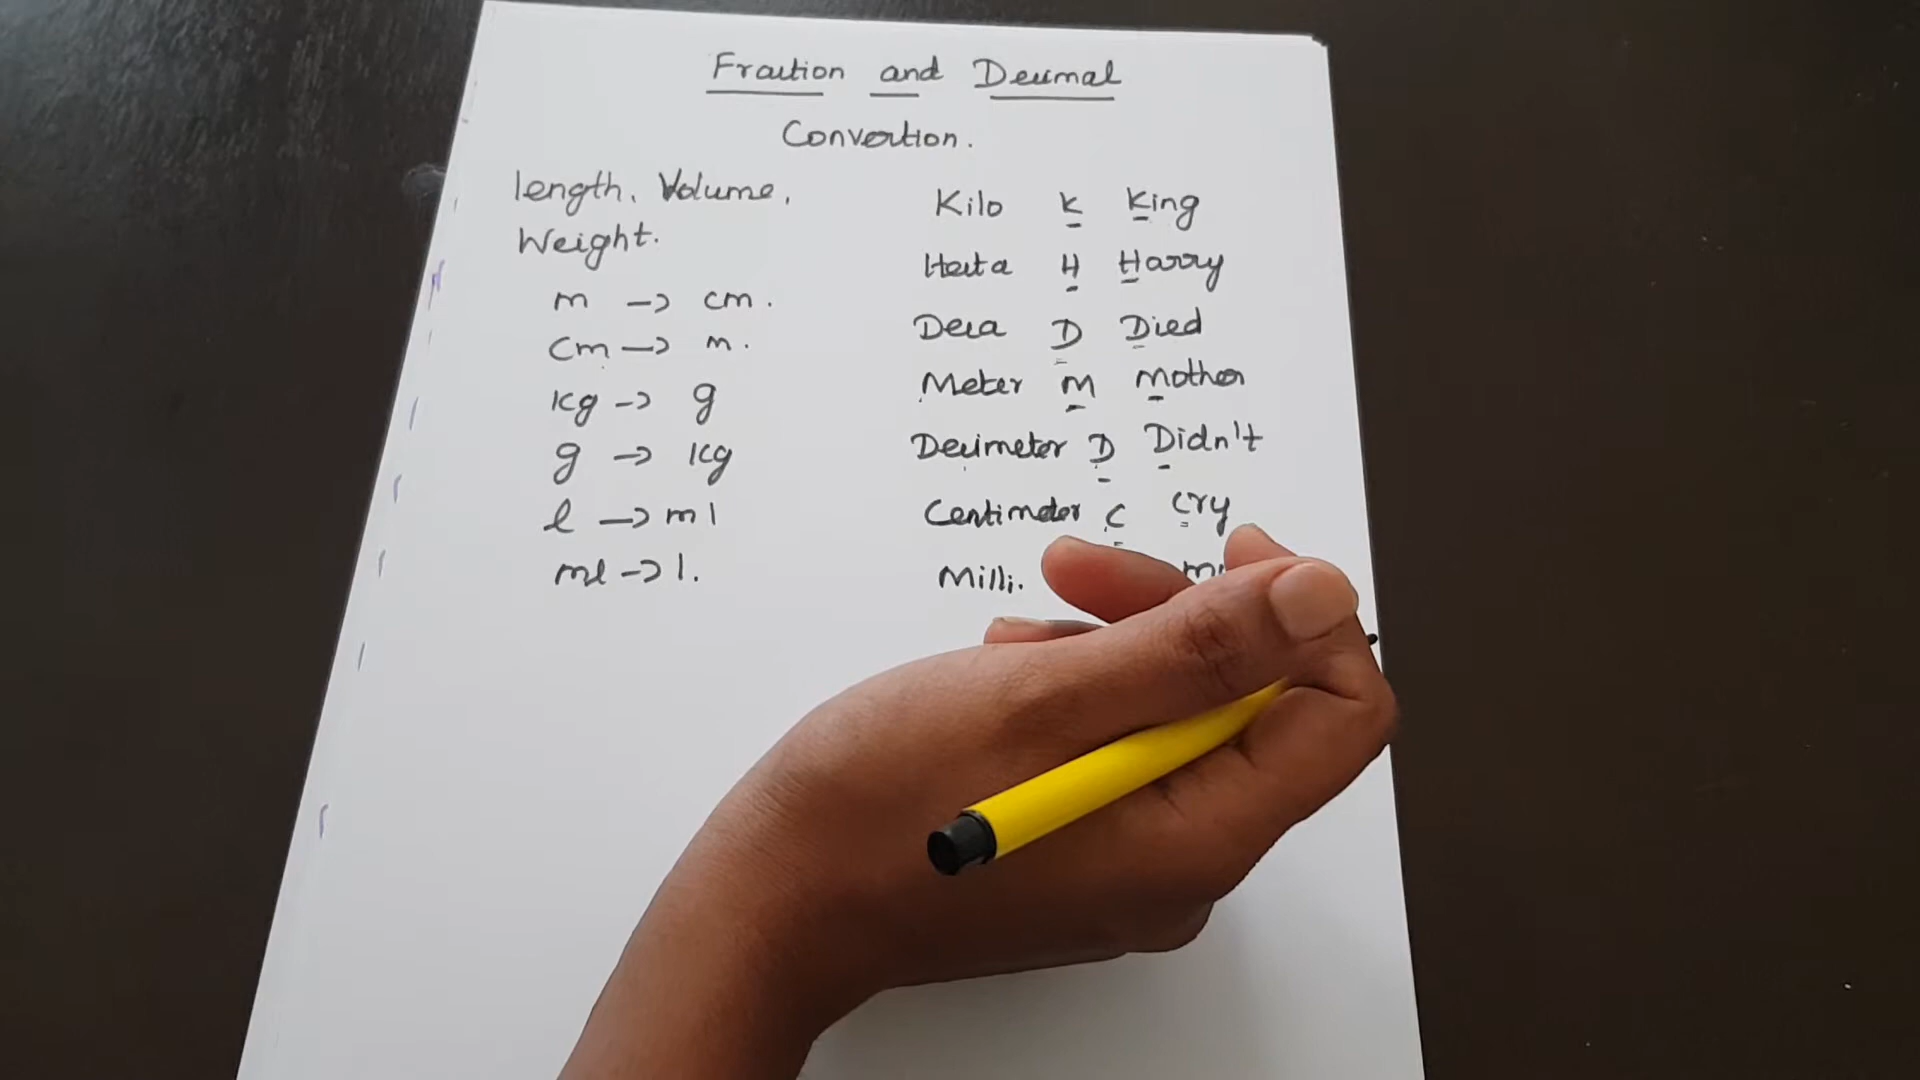 Fraction and Decimal
Convertion.
length, Volume,
Weight.
m -> cm.
cm -> m.
kg -> g
g -> kg
l -> ml
ml -> l.
Kilo K King
Hecta H Harry
Deca D Died
Meter M Mother
Decimeter D Didn't
Centimeter C Cry
Milli.